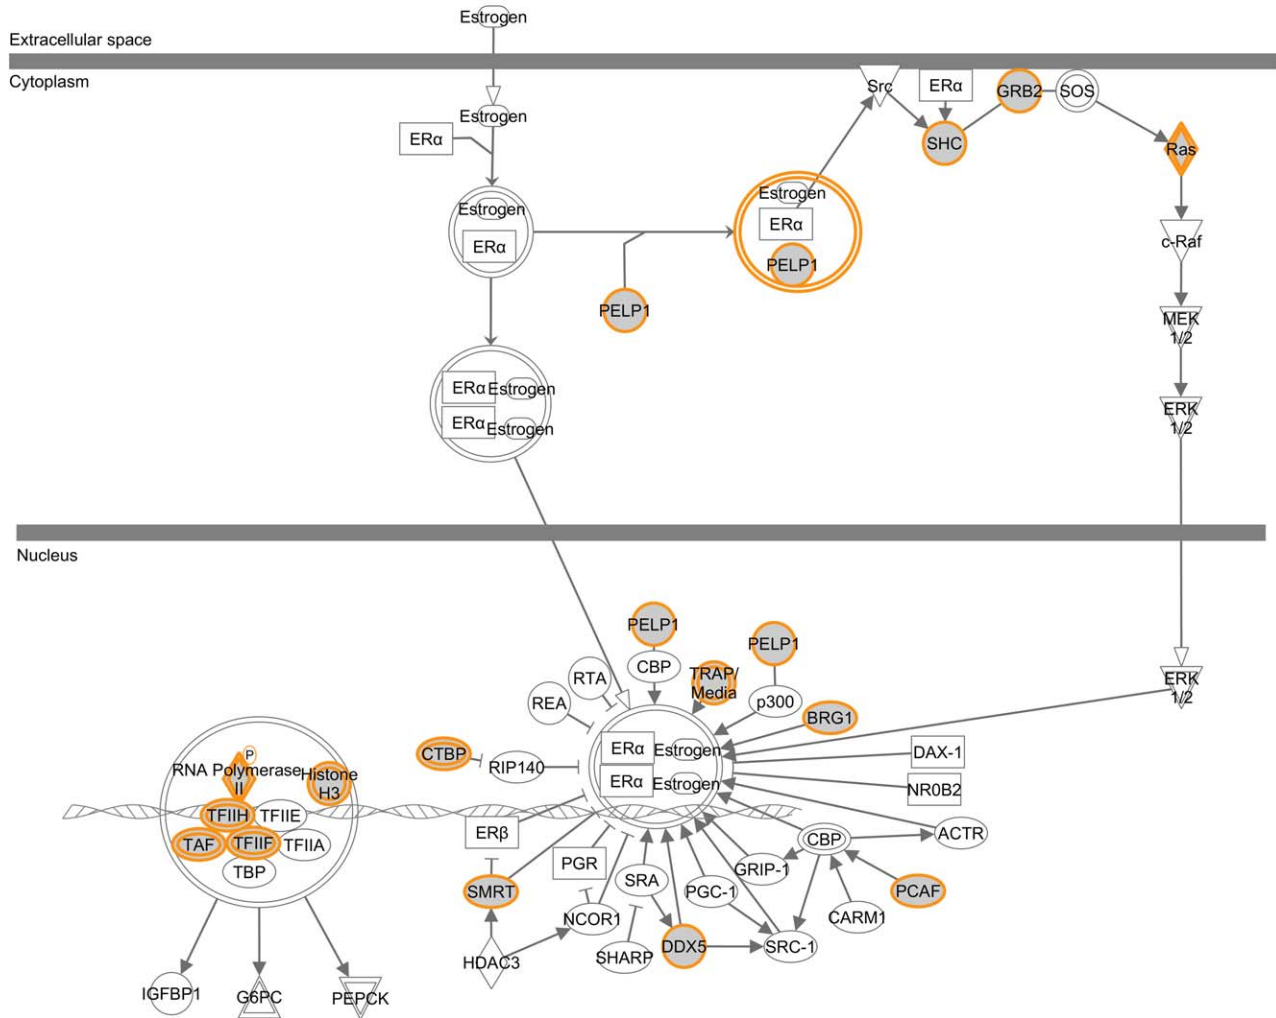 Estrogen
Extracellular space
Cytoplasm
Estrogen
ERα
Estrogen
ERα
PELP1
Estrogen
ERα
PELP1
Src
ERα
SHC
GRB2
SOS
Ras
c-Raf
MEK
1/2
ERK
1/2
ERα Estrogen
ERα Estrogen
Nucleus
PELP1
CBP
TRAP/
Media
PELP1
p300
BRG1
ERK
1/2
RTA
REA
CTBP
RIP140
ERα Estrogen
ERα Estrogen
DAX-1
NR0B2
ACTR
P
RNA Polymerase
II
Histone
H3
TFIIH
TFIIE
TAF
TFIIF
TFIIA
TBP
ERβ
PGR
SRA
PGC-1
GRIP-1
CBP
PCAF
CARM1
SMRT
NCOR1
HDAC3
SHARP
DDX5
SRC-1
IGFBP1
G6PC
PEPCK